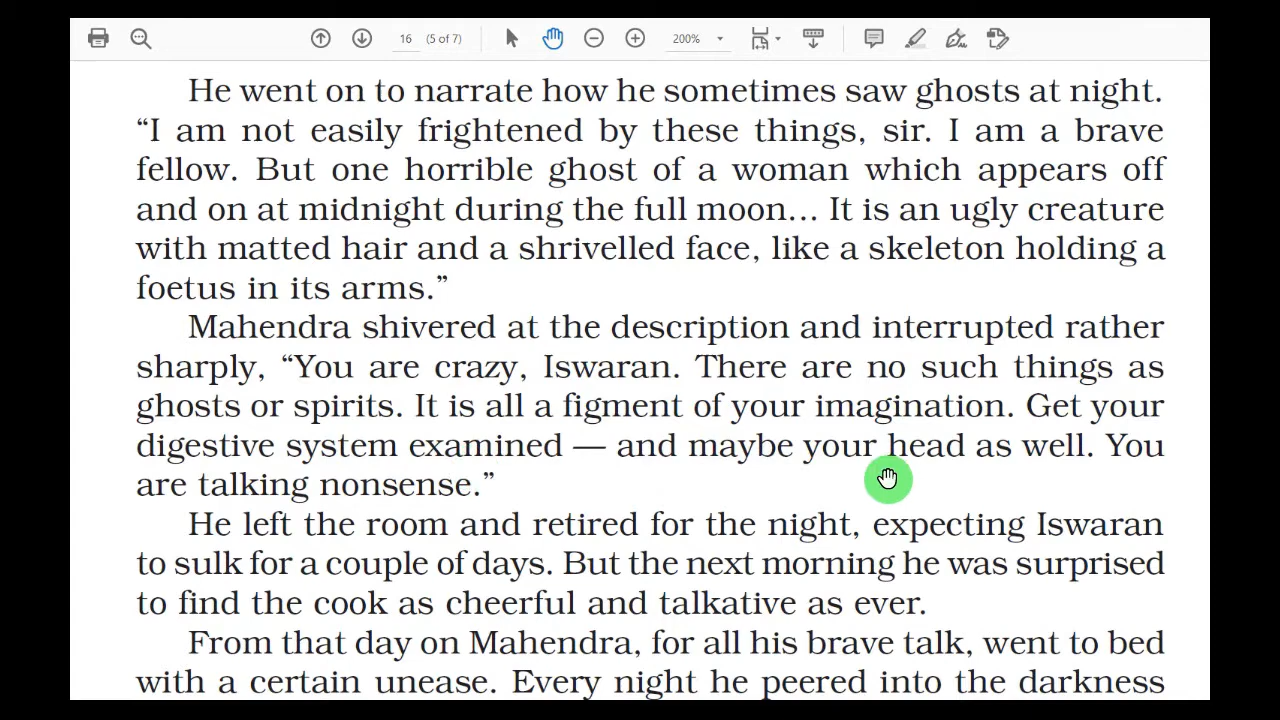 16 (5 of 7) 200%
He went on to narrate how he sometimes saw ghosts at night.
“I am not easily frightened by these things, sir. I am a brave
fellow. But one horrible ghost of a woman which appears off
and on at midnight during the full moon... It is an ugly creature
with matted hair and a shrivelled face, like a skeleton holding a
foetus in its arms.”
Mahendra shivered at the description and interrupted rather
sharply, “You are crazy, Iswaran. There are no such things as
ghosts or spirits. It is all a figment of your imagination. Get your
digestive system examined — and maybe your head as well. You
are talking nonsense.”
He left the room and retired for the night, expecting Iswaran
to sulk for a couple of days. But the next morning he was surprised
to find the cook as cheerful and talkative as ever.
From that day on Mahendra, for all his brave talk, went to bed
with a certain unease. Every night he peered into the darkness